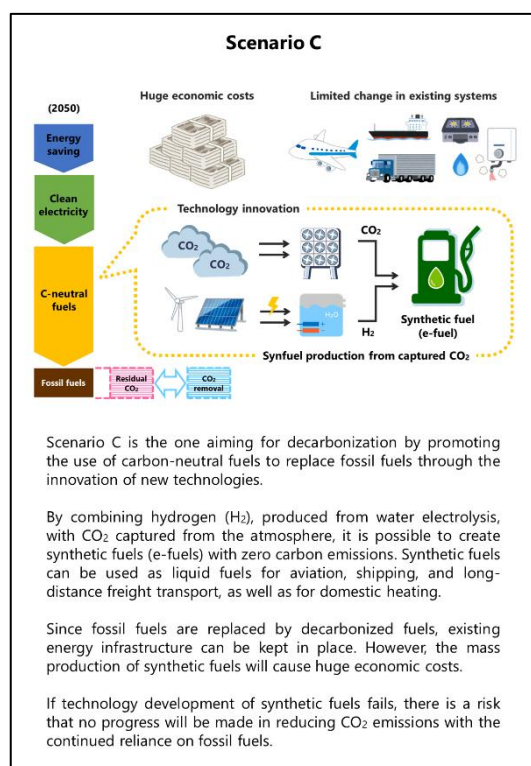 Scenario C
Huge economic costs
Limited change in existing systems
(2050)
Energy
saving
Clean
electricity
C-neutral
fuels
Fossil fuels
Technology innovation
CO₂
CO₂
CO₂
H₂O
H₂
Synthetic fuel
(e-fuel)
Synfuel production from captured CO₂
Residual
CO₂
CO₂
removal
Scenario C is the one aiming for decarbonization by promoting
the use of carbon-neutral fuels to replace fossil fuels through the
innovation of new technologies.
By combining hydrogen (H₂), produced from water electrolysis,
with CO₂ captured from the atmosphere, it is possible to create
synthetic fuels (e-fuels) with zero carbon emissions. Synthetic fuels
can be used as liquid fuels for aviation, shipping, and long-
distance freight transport, as well as for domestic heating.
Since fossil fuels are replaced by decarbonized fuels, existing
energy infrastructure can be kept in place. However, the mass
production of synthetic fuels will cause huge economic costs.
If technology development of synthetic fuels fails, there is a risk
that no progress will be made in reducing CO₂ emissions with the
continued reliance on fossil fuels.